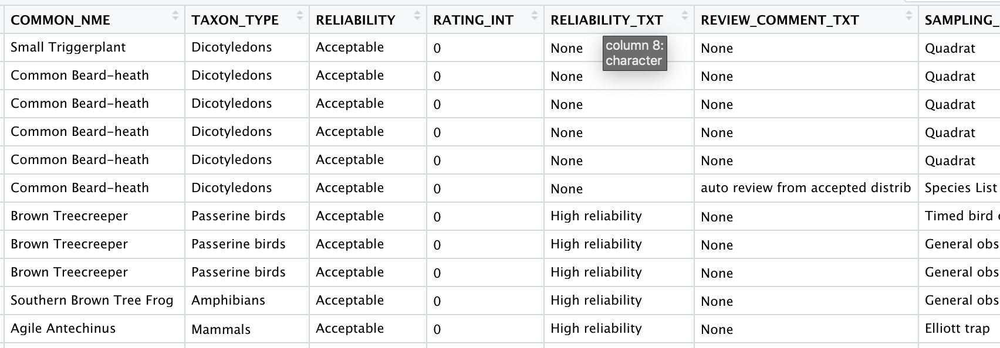 COMMON_NME TAXON_TYPE RELIABILITY RATING_INT RELIABILITY_TXT REVIEW_COMMENT_TXT SAMPLING_
Small Triggerplant Dicotyledons Acceptable 0 None None Quadrat
column 8:
character
Common Beard-heath Dicotyledons Acceptable 0 None None Quadrat
Common Beard-heath Dicotyledons Acceptable 0 None None Quadrat
Common Beard-heath Dicotyledons Acceptable 0 None None Quadrat
Common Beard-heath Dicotyledons Acceptable 0 None None Quadrat
Common Beard-heath Dicotyledons Acceptable 0 None auto review from accepted distrib Species List
Brown Treecreeper Passerine birds Acceptable 0 High reliability None Timed bird
Brown Treecreeper Passerine birds Acceptable 0 High reliability None General obs
Brown Treecreeper Passerine birds Acceptable 0 High reliability None General obs
Southern Brown Tree Frog Amphibians Acceptable 0 High reliability None General obs
Agile Antechinus Mammals Acceptable 0 High reliability None Elliott trap